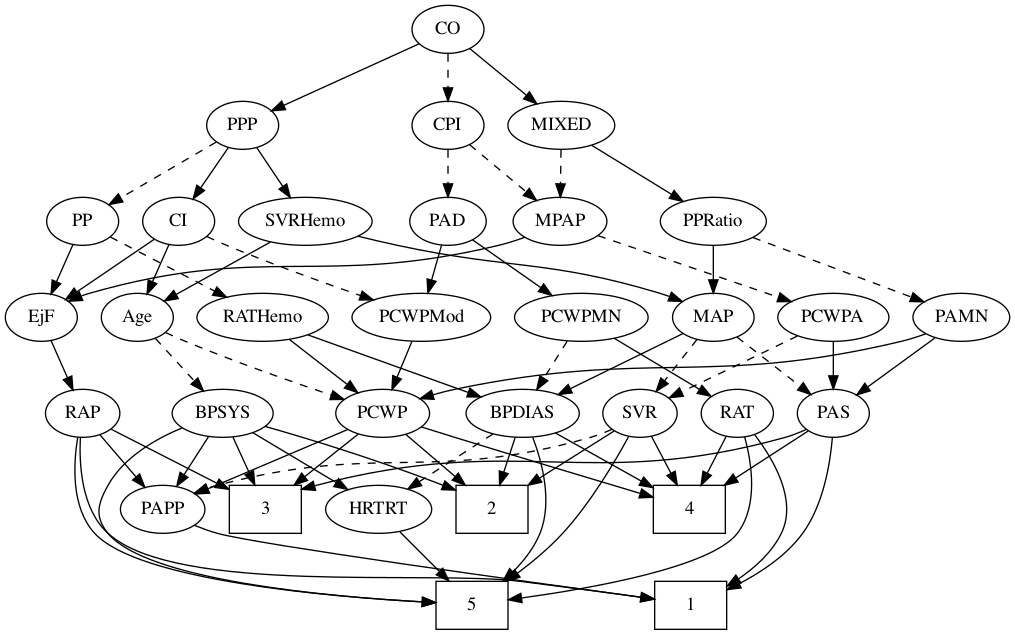 CO
PPP
CPI
MIXED
PP
CI
SVRHemo
PAD
MPAP
PPRatio
EjF
Age
RATHemo
PCWPMod
PCWPMN
MAP
PCWPA
PAMN
RAP
BPSYS
PCWP
BPDIAS
SVR
RAT
PAS
PAPP
3
HRTRT
2
4
5
1